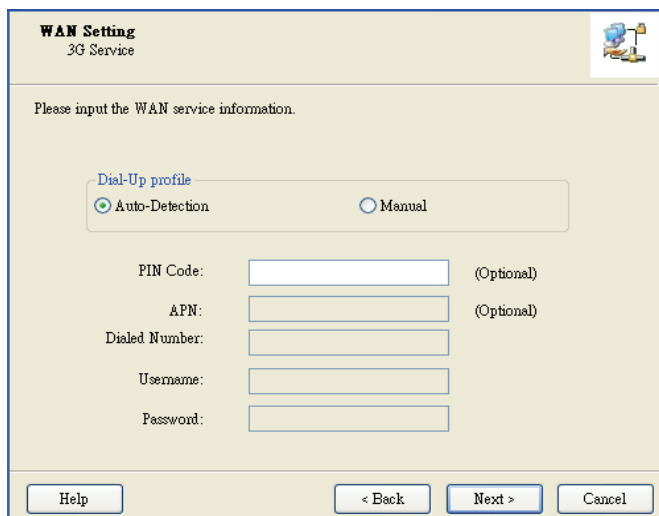 WAN Setting
3G Service
Please input the WAN service information.
Dial-Up profile
Auto-Detection Manual
PIN Code: (Optional)
APN: (Optional)
Dialed Number:
Username:
Password:
Help < Back Next > Cancel